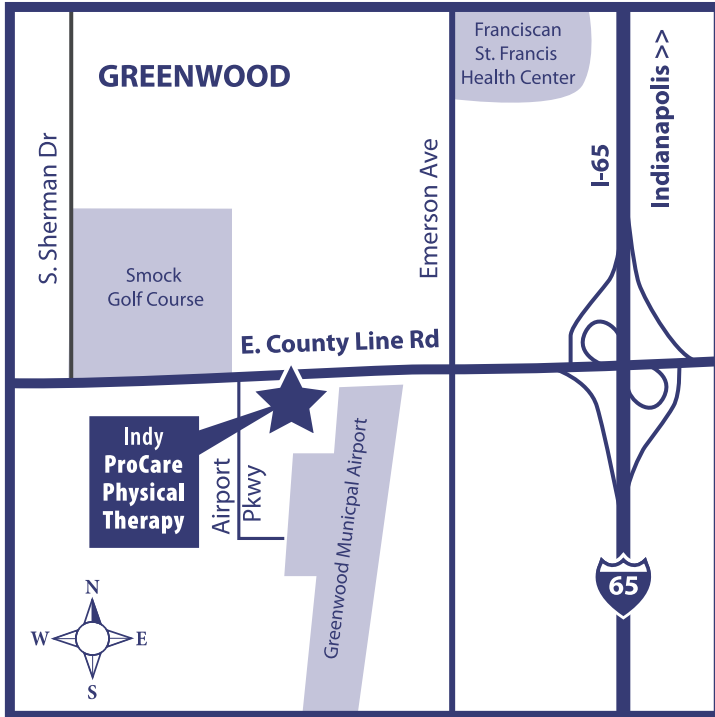 Franciscan
St. Francis
Health Center
GREENWOOD
Indianapolis >>
I-65
S. Sherman Dr
Emerson Ave
Smock
Golf Course
E. County Line Rd
Indy
ProCare
Physical
Therapy
Airport
Pkwy
Greenwood Municpal Airport
65
N
W
E
S